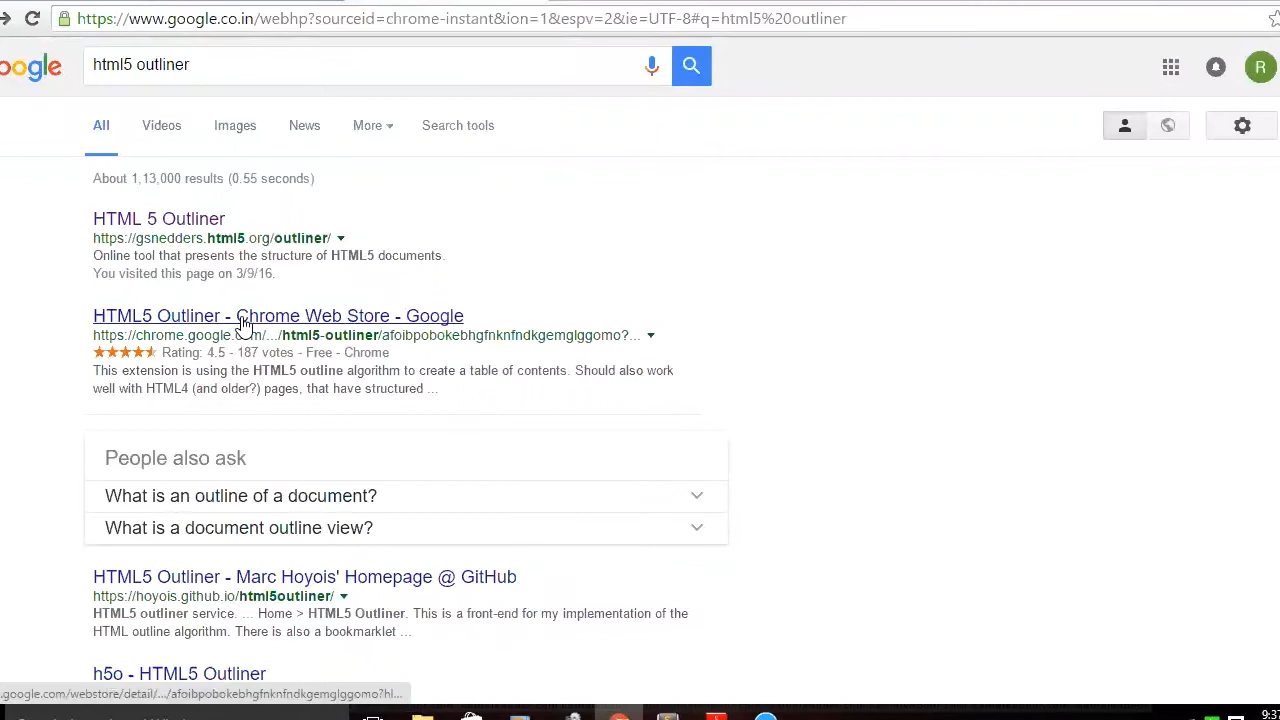 https://www.google.co.in/webhp?sourceid=chrome-instant&ion=1&espv=2&ie=UTF-8#q=html5%20outliner
oogle
html5 outliner
R
All Videos Images News More Search tools
About 1,13,000 results (0.55 seconds)
HTML 5 Outliner
https://gsnedders.html5.org/outliner/
Online tool that presents the structure of HTML5 documents.
You visited this page on 3/9/16.
HTML5 Outliner - Chrome Web Store - Google
https://chrome.google.com/.../html5-outliner/afoibpobokebhgfnknfndkgemglggomo?...
Rating: 4.5 - 187 votes - Free - Chrome
This extension is using the HTML5 outline algorithm to create a table of contents. Should also work
well with HTML4 (and older?) pages, that have structured ...
People also ask
What is an outline of a document?
What is a document outline view?
HTML5 Outliner - Marc Hoyois' Homepage @ GitHub
https://hoyois.github.io/html5outliner/
HTML5 outliner service. ... Home > HTML5 Outliner. This is a front-end for my implementation of the
HTML outline algorithm. There is also a bookmarklet ...
h5o - HTML5 Outliner
.google.com/webstore/detail/.../afoibpobokebhgfnknfndkgemglggomo?hl...